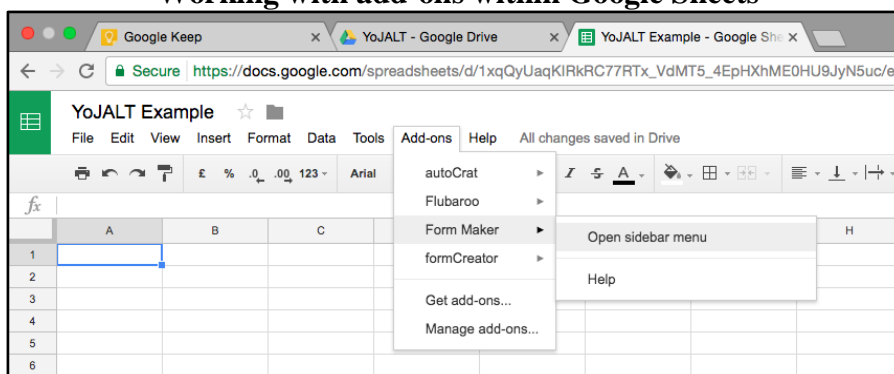 Working with add-ons within Google Sheets
Google Keep × YoJALT - Google Drive × YoJALT Example - Google She ×
Secure https://docs.google.com/spreadsheets/d/1xqQyUaqKIRkRC77RTx_VdMT5_4EpHXhME0HU9JyN5uc/e
YoJALT Example
File Edit View Insert Format Data Tools Add-ons Help All changes saved in Drive
£ % .0 .00 123 Arial autoCrat I S A
Flubaroo
fx
A B C Form Maker Open sidebar menu H
1 formCreator
2 Help
3 Get add-ons...
4 Manage add-ons...
5
6